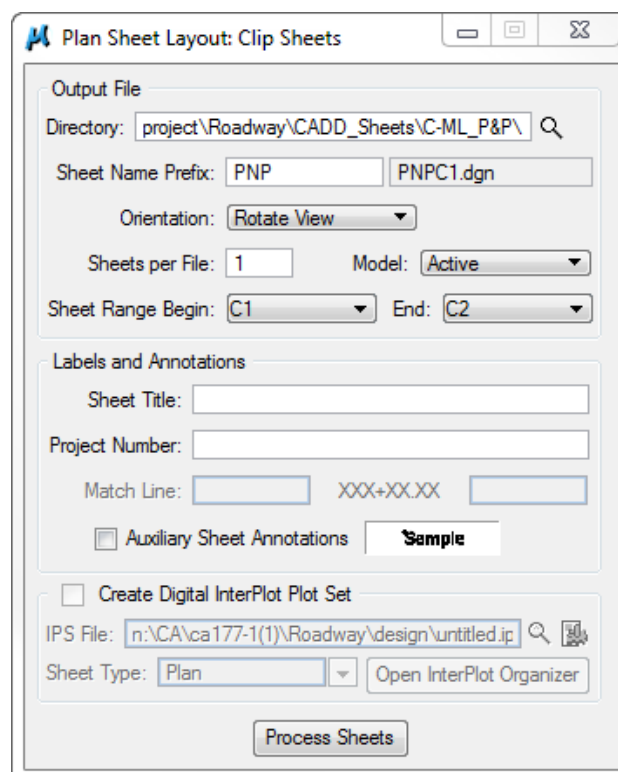 Plan Sheet Layout: Clip Sheets
Output File
Directory: project\Roadway\CADD_Sheets\C-ML_P&P\
Sheet Name Prefix: PNP PNPC1.dgn
Orientation: Rotate View
Sheets per File: 1 Model: Active
Sheet Range Begin: C1 End: C2
Labels and Annotations
Sheet Title:
Project Number:
Match Line: XXX+XX.XX
Auxiliary Sheet Annotations Sample
Create Digital InterPlot Plot Set
IPS File: n:\CA\ca177-1(1)\Roadway\design\untitled.ip
Sheet Type: Plan Open InterPlot Organizer
Process Sheets